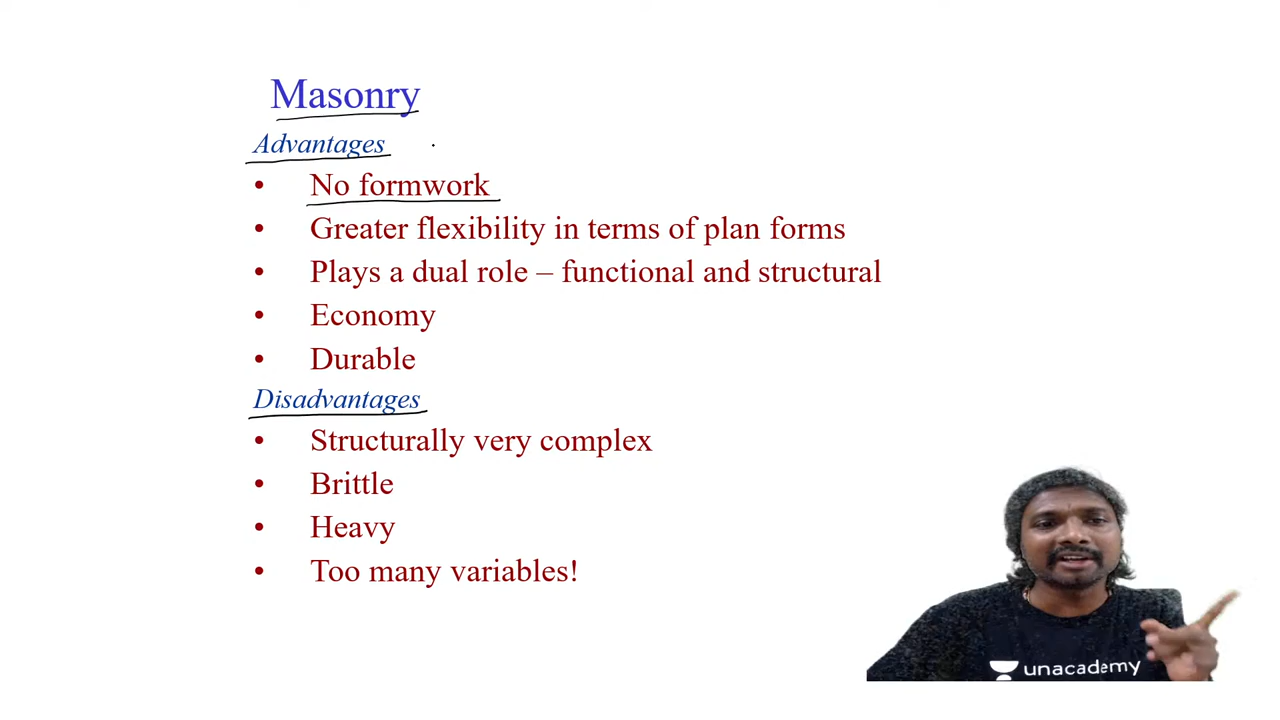 Masonry
Advantages
• No formwork
• Greater flexibility in terms of plan forms
• Plays a dual role – functional and structural
• Economy
• Durable
Disadvantages
• Structurally very complex
• Brittle
• Heavy
• Too many variables!
unacademy